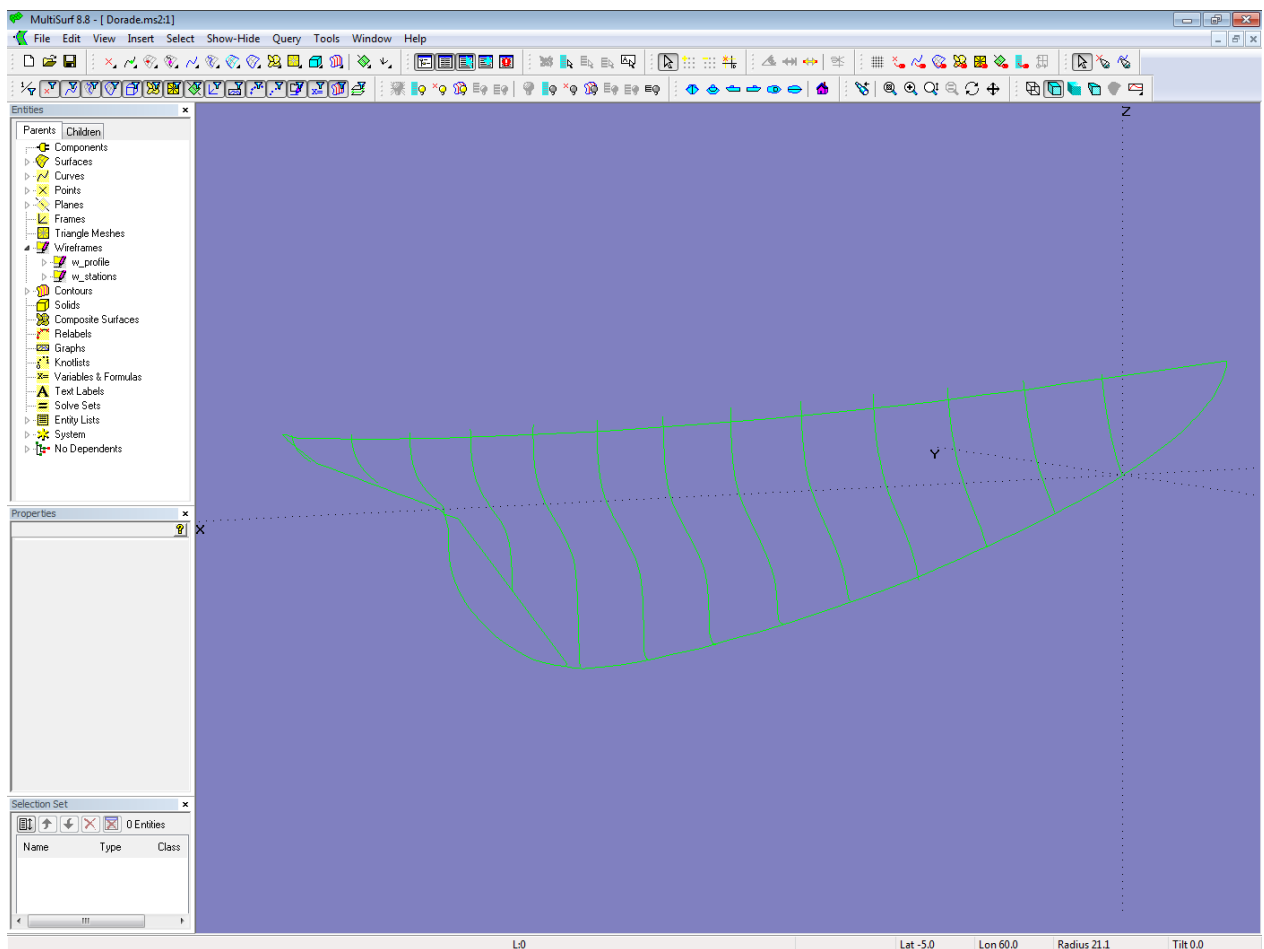 MultiSurf 8.8 - [ Dorade.ms2:1]
File Edit View Insert Select Show-Hide Query Tools Window Help
Entities
Parents Children
Components
Surfaces
Curves
Points
Planes
Frames
Triangle Meshes
Wireframes
w_profile
w_stations
Contours
Solids
Composite Surfaces
Relabels
Graphs
Knotlists
Variables & Formulas
Text Labels
Solve Sets
Entity Lists
System
No Dependents
Z
Y
X
Properties
Selection Set
0 Entities
Name Type Class
L:0 Lat -5.0 Lon 60.0 Radius 21.1 Tilt 0.0